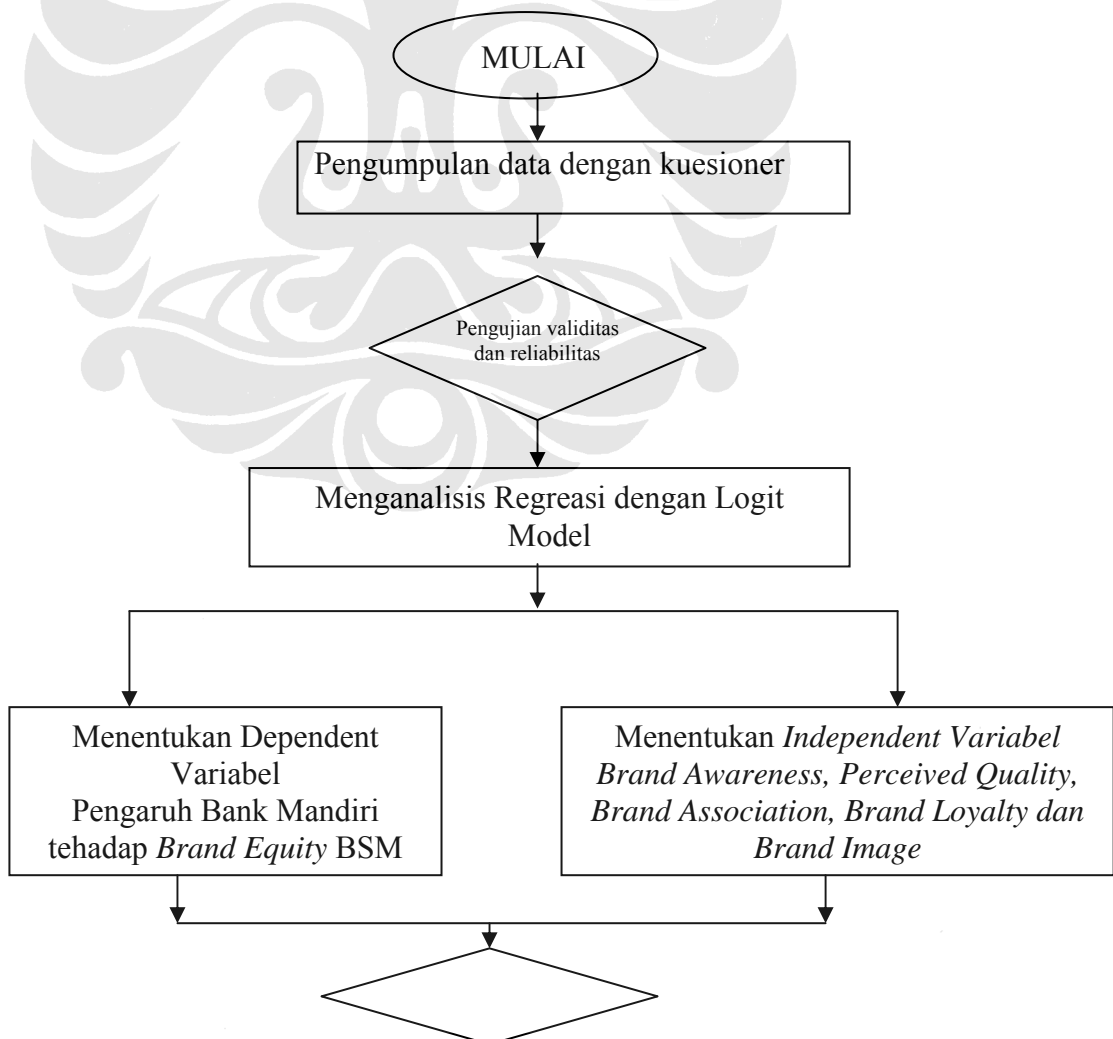 MULAI
Pengumpulan data dengan kuesioner
Pengujian validitas
dan reliabilitas
Menganalisis Regreasi dengan Logit
Model
Menentukan Dependent
Variabel
Pengaruh Bank Mandiri
tehadap Brand Equity BSM
Menentukan Independent Variabel
Brand Awareness, Perceived Quality,
Brand Association, Brand Loyalty dan
Brand Image